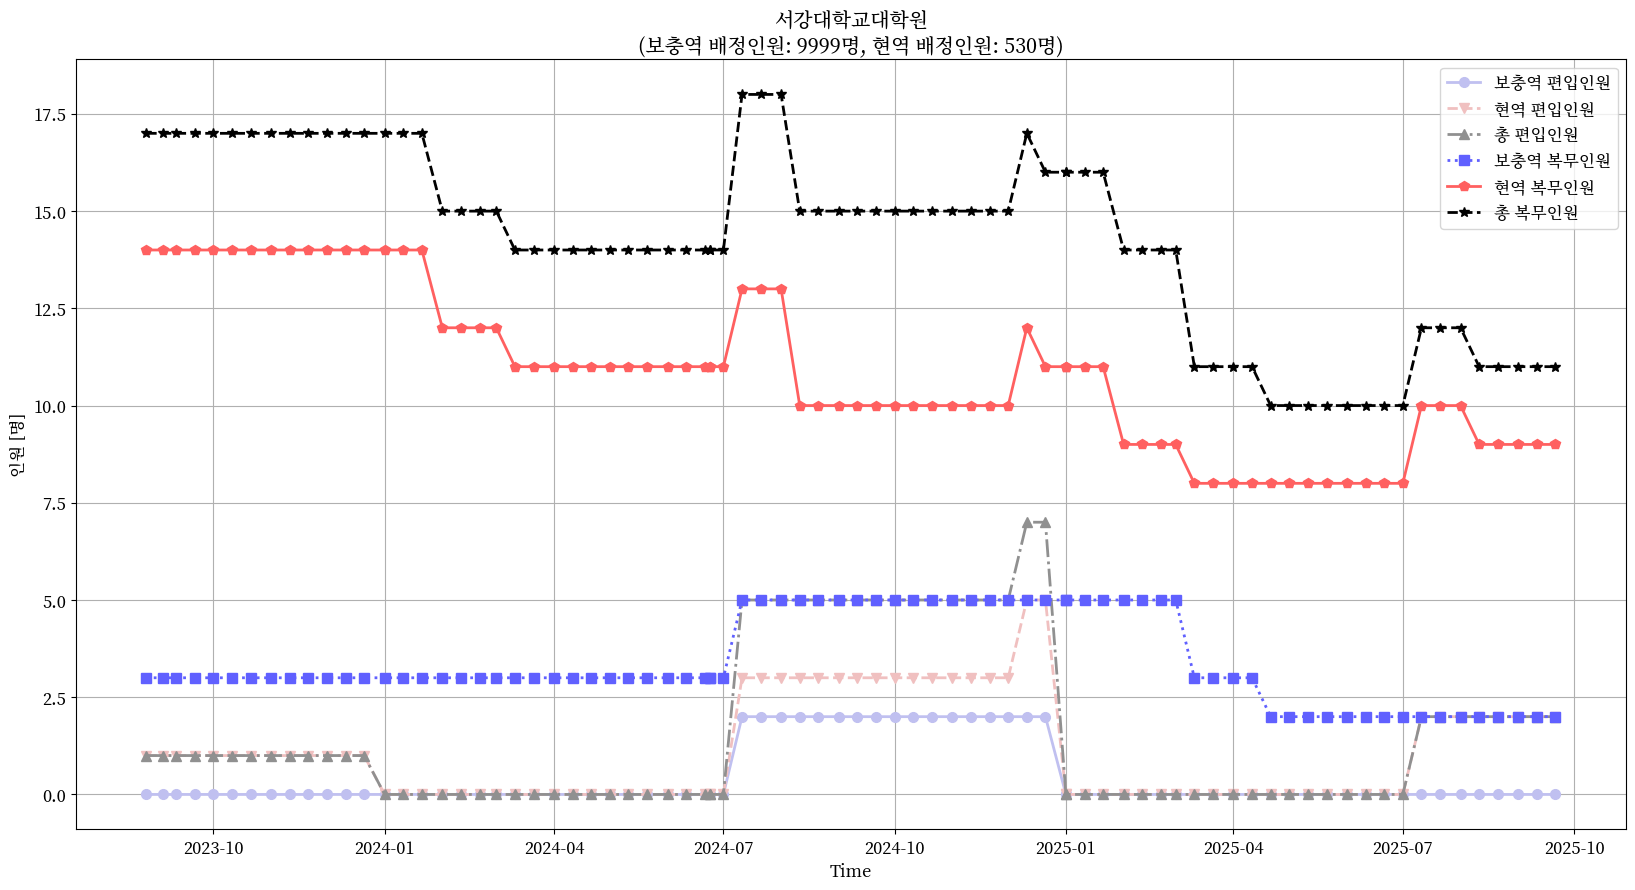 서강대학교대학원
(보충역 배정인원: 9999명, 현역 배정인원: 530명)
보충역 편입인원
현역 편입인원
총 편입인원
보충역 복무인원
현역 복무인원
총 복무인원
인원 [명]
17.5
15.0
12.5
10.0
7.5
5.0
2.5
0.0
2023-10 2024-01 2024-04 2024-07 2024-10 2025-01 2025-04 2025-07 2025-10
Time